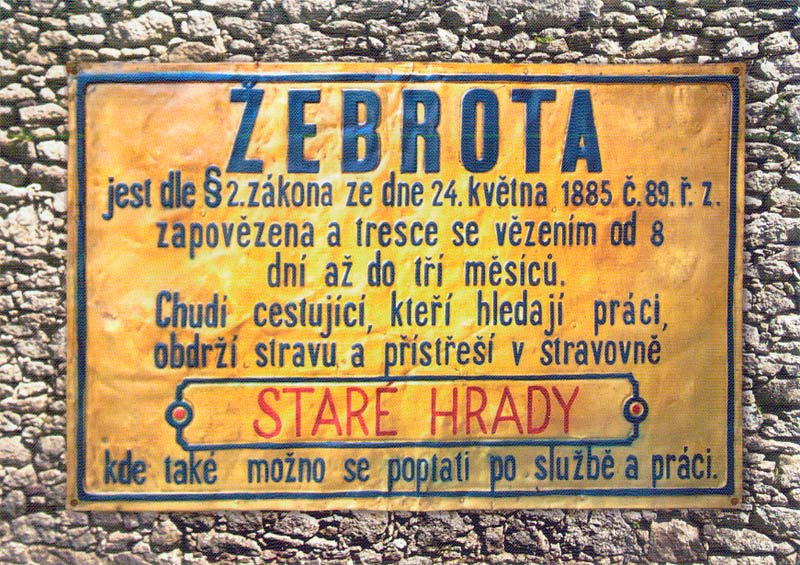 ŽEBROTA
jest dle § 2. zákona ze dne 24. května 1885 č. 89. ř. z.
zapovězena a tresce se vězením od 8
dní až do tří měsíců.
Chudí cestující, kteří hledají práci,
obdrží stravu a přístřeší v stravovně
STARÉ HRADY
kde také možno se poptati po službě a práci.